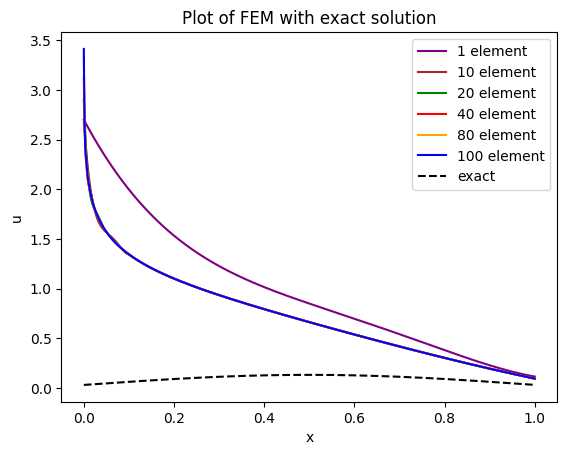 Plot of FEM with exact solution
3.5
3.0
2.5
2.0
1.5
1.0
0.5
0.0
u
1 element
10 element
20 element
40 element
80 element
100 element
exact
0.0 0.2 0.4 0.6 0.8 1.0
x